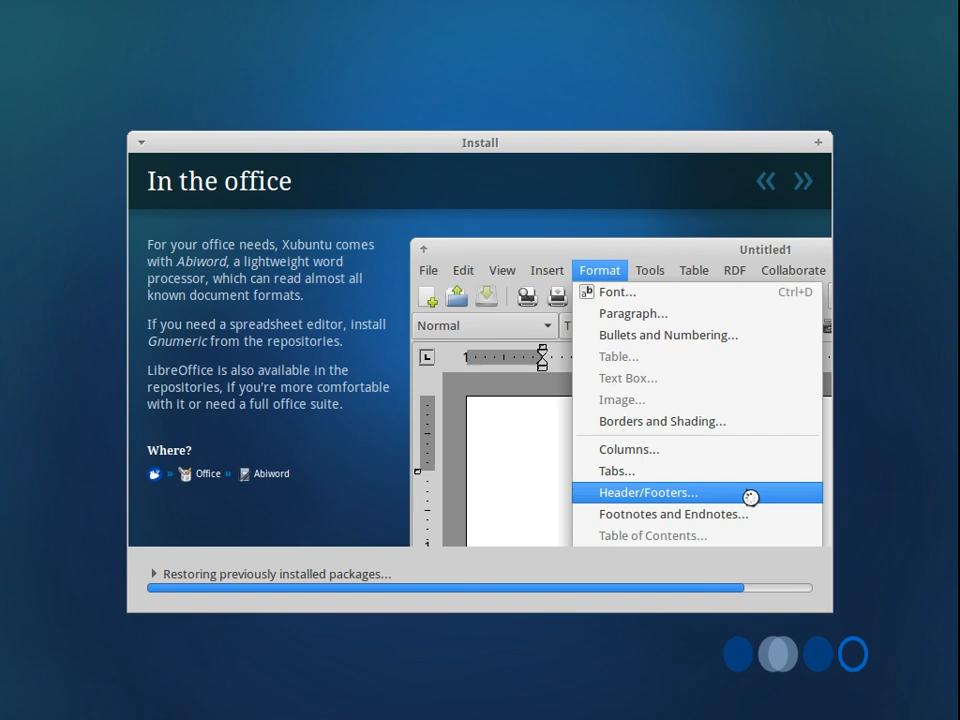 Install
In the office
For your office needs, Xubuntu comes
with Abiword, a lightweight word
processor, which can read almost all
known document formats.
If you need a spreadsheet editor, install
Gnumeric from the repositories.
LibreOffice is also available in the
repositories, if you're more comfortable
with it or need a full office suite.
Where?
» Office » Abiword
Untitled1
File Edit View Insert Format Tools Table RDF Collaborate
Normal
T
1
Font... Ctrl+D
Paragraph...
Bullets and Numbering...
Table...
Text Box...
Image...
Borders and Shading...
Columns...
Tabs...
Header/Footers...
Footnotes and Endnotes...
Table of Contents...
Restoring previously installed packages...